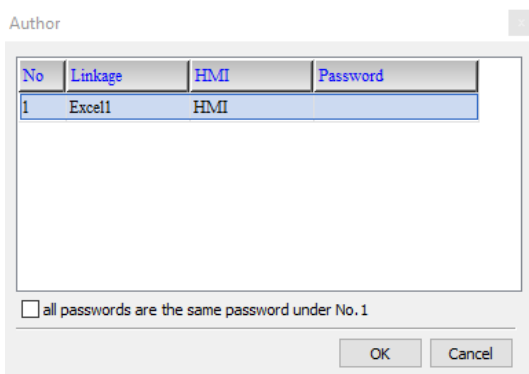 Author
No Linkage HMI Password
1 Excel1 HMI
all passwords are the same password under No.1
OK Cancel